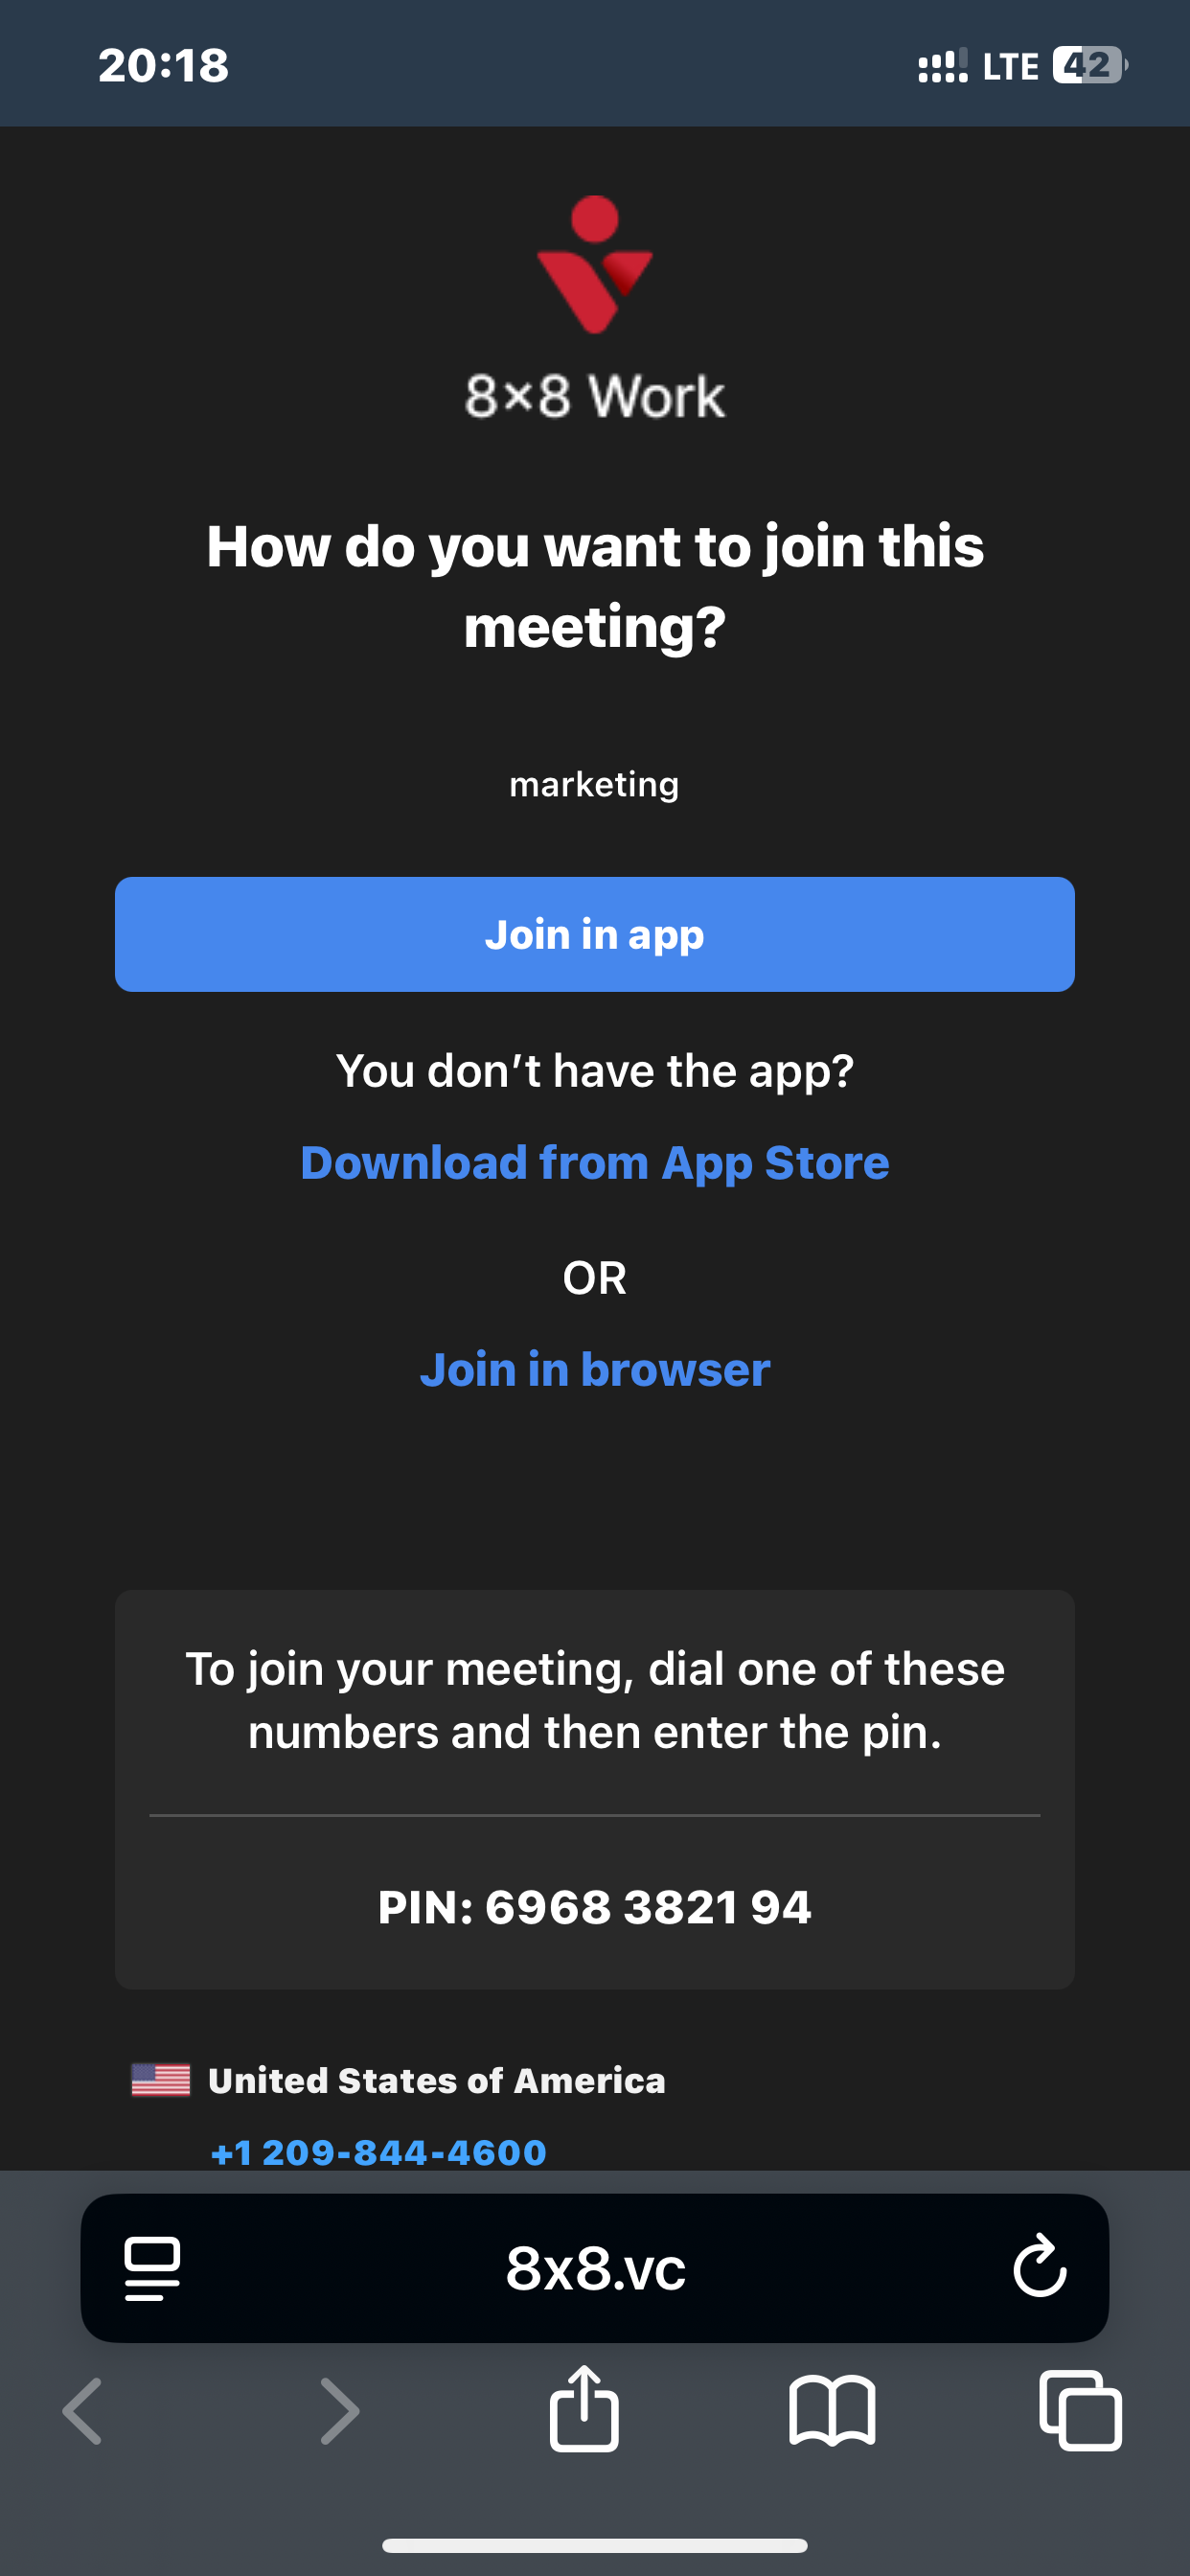 20:18 LTE 42
8×8 Work
How do you want to join this
meeting?
marketing
Join in app
You don’t have the app?
Download from App Store
OR
Join in browser
To join your meeting, dial one of these
numbers and then enter the pin.
PIN: 6968 3821 94
United States of America
+1 209-844-4600
8x8.vc